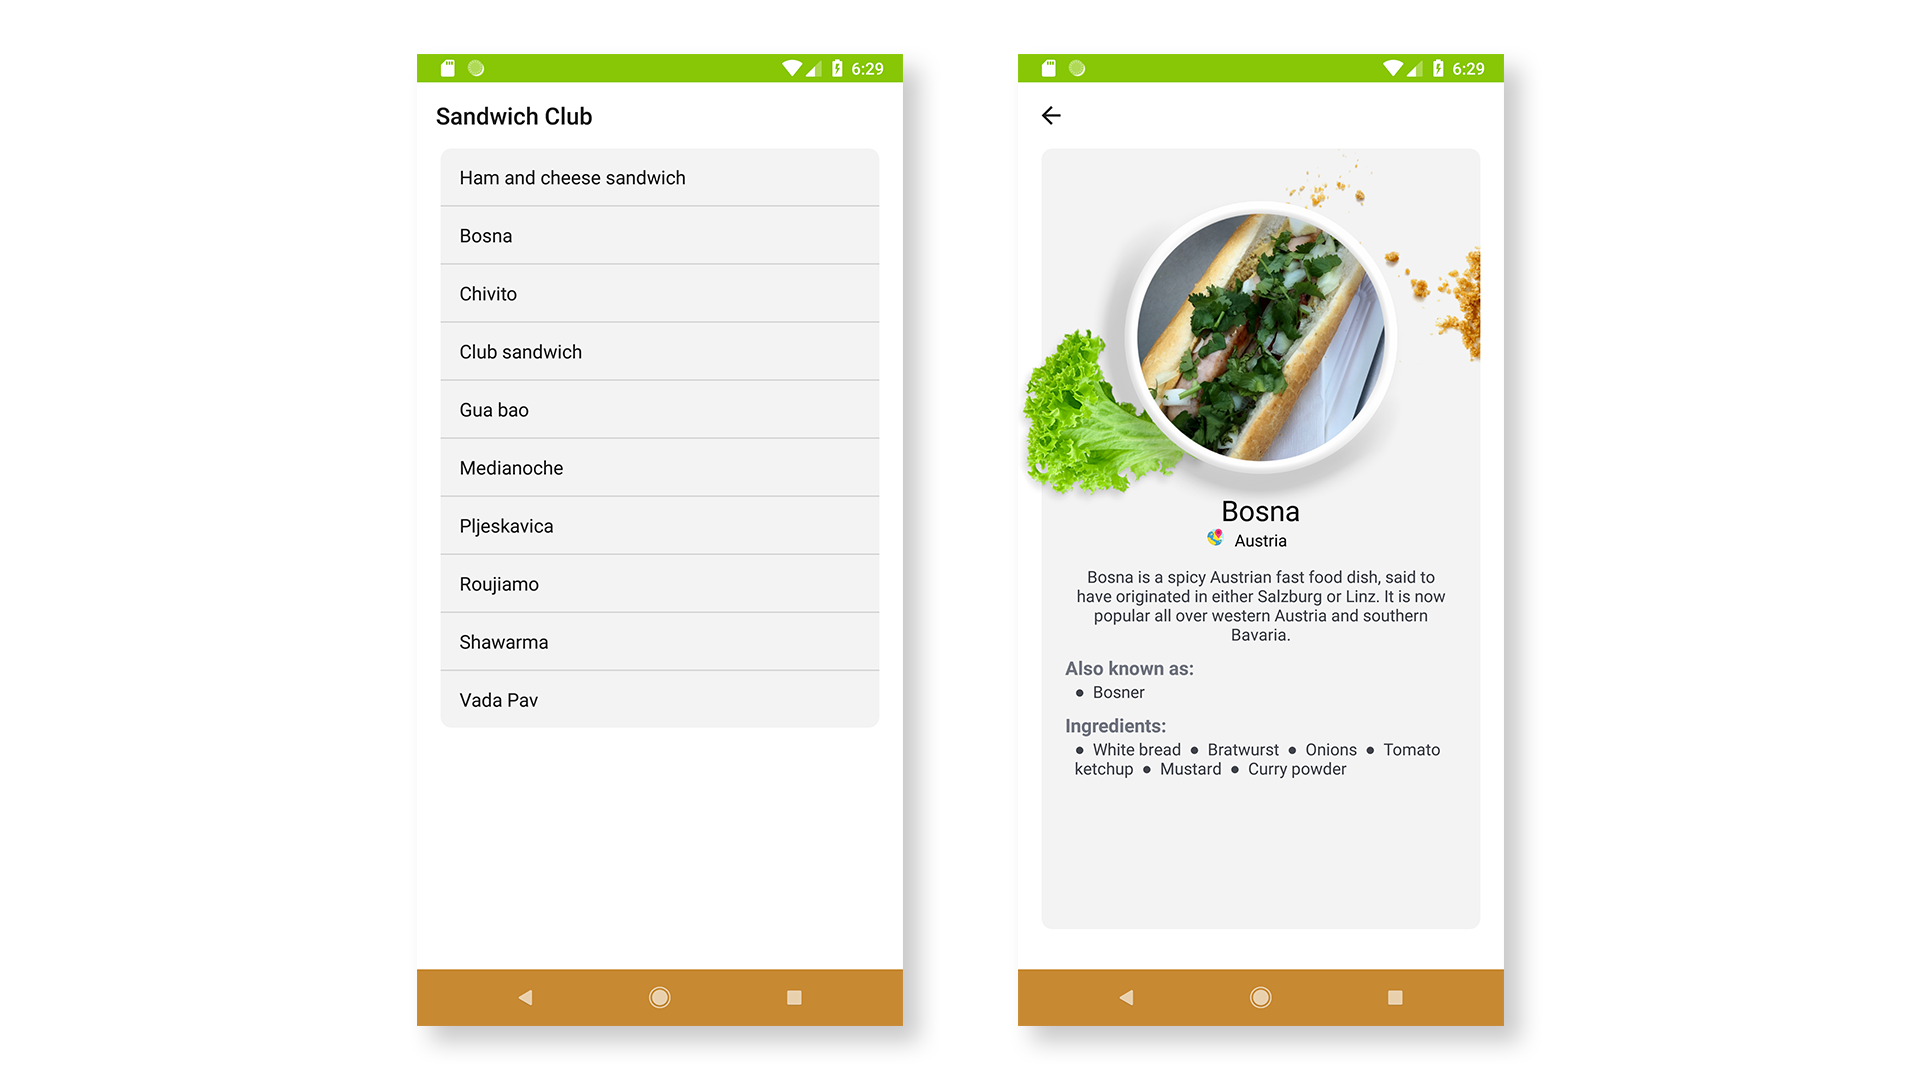 6:29
Sandwich Club
Ham and cheese sandwich
Bosna
Chivito
Club sandwich
Gua bao
Medianoche
Pljeskavica
Roujiamo
Shawarma
Vada Pav
6:29
Bosna
Austria
Bosna is a spicy Austrian fast food dish, said to
have originated in either Salzburg or Linz. It is now
popular all over western Austria and southern
Bavaria.
Also known as:
● Bosner
Ingredients:
● White bread ● Bratwurst ● Onions ● Tomato
ketchup ● Mustard ● Curry powder